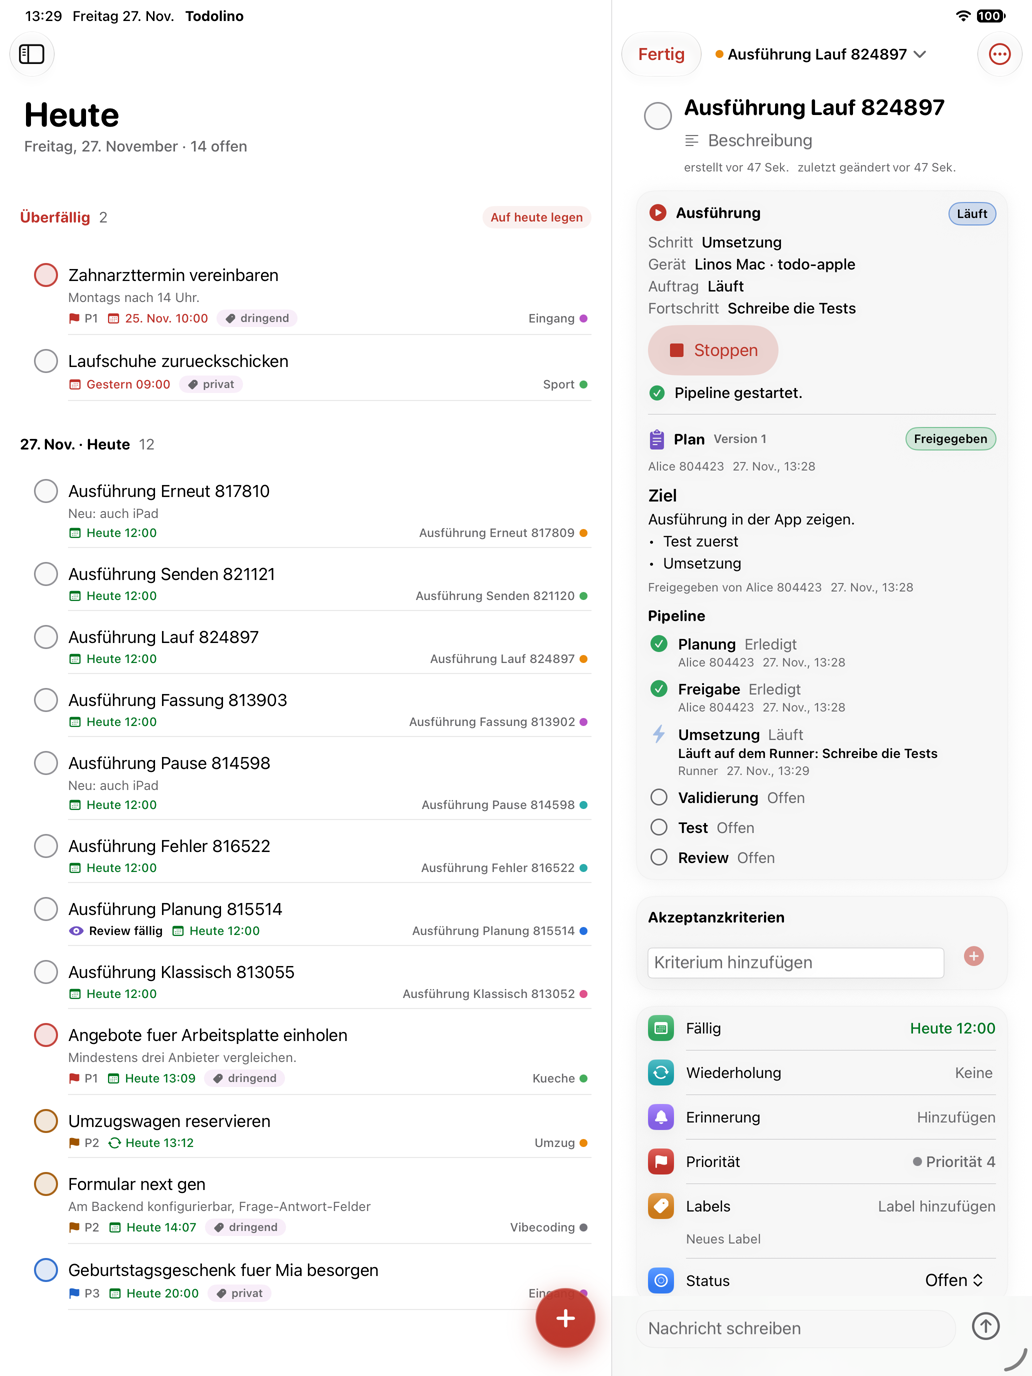 13:29 Freitag 27. Nov. Todolino
100
Heute
Freitag, 27. November · 14 offen
Überfällig 2
Auf heute legen
Zahnarzttermin vereinbaren
Montags nach 14 Uhr.
P1 25. Nov. 10:00 dringend Eingang
Laufschuhe zurueckschicken
Gestern 09:00 privat Sport
27. Nov. · Heute 12
Ausführung Erneut 817810
Neu: auch iPad
Heute 12:00 Ausführung Erneut 817809
Ausführung Senden 821121
Heute 12:00 Ausführung Senden 821120
Ausführung Lauf 824897
Heute 12:00 Ausführung Lauf 824897
Ausführung Fassung 813903
Heute 12:00 Ausführung Fassung 813902
Ausführung Pause 814598
Neu: auch iPad
Heute 12:00 Ausführung Pause 814598
Ausführung Fehler 816522
Heute 12:00 Ausführung Fehler 816522
Ausführung Planung 815514
Review fällig Heute 12:00 Ausführung Planung 815514
Ausführung Klassisch 813055
Heute 12:00 Ausführung Klassisch 813052
Angebote fuer Arbeitsplatte einholen
Mindestens drei Anbieter vergleichen.
P1 Heute 13:09 dringend Kueche
Umzugswagen reservieren
P2 Heute 13:12 Umzug
Formular next gen
Am Backend konfigurierbar, Frage-Antwort-Felder
P2 Heute 14:07 dringend Vibecoding
Geburtstagsgeschenk fuer Mia besorgen
P3 Heute 20:00 privat
Fertig
Ausführung Lauf 824897
Ausführung Lauf 824897
Beschreibung
erstellt vor 47 Sek. zuletzt geändert vor 47 Sek.
Ausführung Läuft
Schritt Umsetzung
Gerät Linos Mac · todo-apple
Auftrag Läuft
Fortschritt Schreibe die Tests
Stoppen
Pipeline gestartet.
Plan Version 1 Freigegeben
Alice 804423 27. Nov., 13:28
Ziel
Ausführung in der App zeigen.
• Test zuerst
• Umsetzung
Freigegeben von Alice 804423 27. Nov., 13:28
Pipeline
Planung Erledigt
Alice 804423 27. Nov., 13:28
Freigabe Erledigt
Alice 804423 27. Nov., 13:28
Umsetzung Läuft
Läuft auf dem Runner: Schreibe die Tests
Runner 27. Nov., 13:29
Validierung Offen
Test Offen
Review Offen
Akzeptanzkriterien
Kriterium hinzufügen
Fällig Heute 12:00
Wiederholung Keine
Erinnerung Hinzufügen
Priorität Priorität 4
Labels Label hinzufügen
Neues Label
Status Offen
Nachricht schreiben